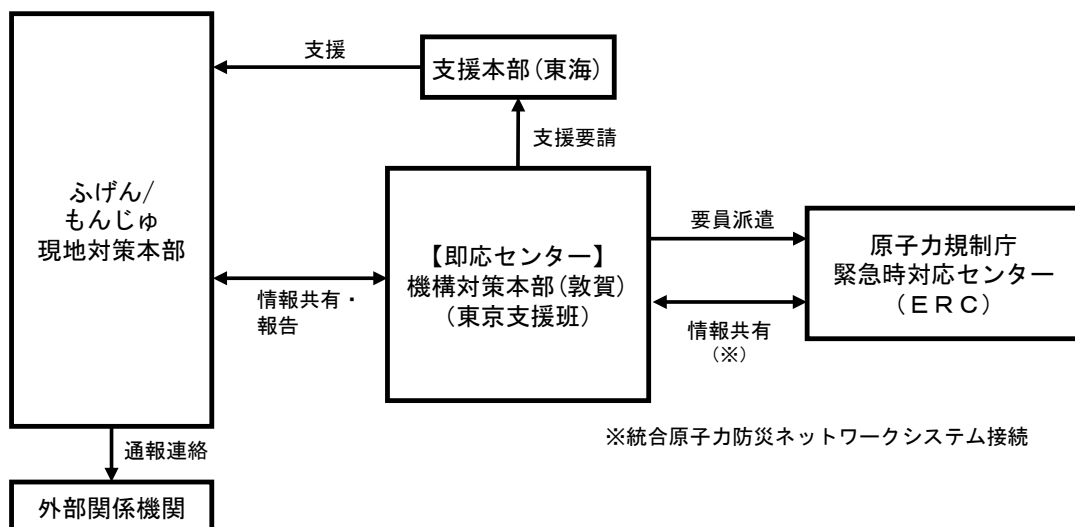 支援
支援本部(東海)
支援要請
ふげん/
もんじゅ
現地対策本部
【即応センター】
機構対策本部(敦賀)
(東京支援班)
要員派遣
原子力規制庁
緊急時対応センター
(ERC)
情報共有・
報告
情報共有
(※)
※統合原子力防災ネットワークシステム接続
通報連絡
外部関係機関